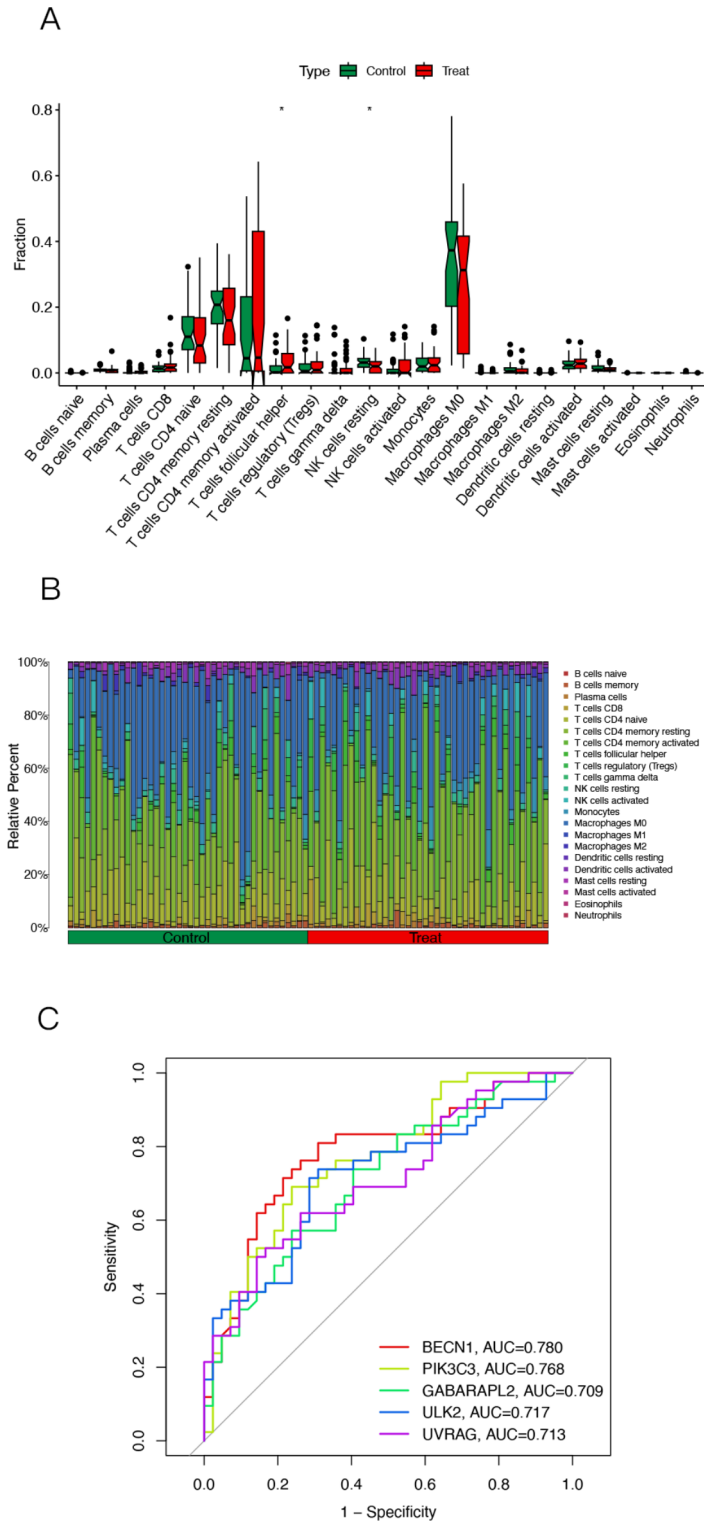 A
Type Control Treat
*
*
Fraction
0.8
0.6
0.4
0.2
0.0
B cells naive
B cells memory
Plasma cells
T cells CD8
T cells CD4 naive
T cells CD4 memory resting
T cells CD4 memory activated
T cells follicular helper
T cells regulatory (Tregs)
T cells gamma delta
NK cells resting
NK cells activated
Monocytes
Macrophages M0
Macrophages M1
Macrophages M2
Dendritic cells resting
Dendritic cells activated
Mast cells resting
Mast cells activated
Eosinophils
Neutrophils
B
Relative Percent
100%
80%
60%
40%
20%
0%
Control
Treat
B cells naive
B cells memory
Plasma cells
T cells CD8
T cells CD4 naive
T cells CD4 memory resting
T cells CD4 memory activated
T cells follicular helper
T cells regulatory (Tregs)
T cells gamma delta
NK cells resting
NK cells activated
Monocytes
Macrophages M0
Macrophages M1
Macrophages M2
Dendritic cells resting
Dendritic cells activated
Mast cells resting
Mast cells activated
Eosinophils
Neutrophils
C
Sensitivity
1.0
0.8
0.6
0.4
0.2
0.0
BECN1, AUC=0.780
PIK3C3, AUC=0.768
GABARAPL2, AUC=0.709
ULK2, AUC=0.717
UVRAG, AUC=0.713
0.0 0.2 0.4 0.6 0.8 1.0
1 − Specificity